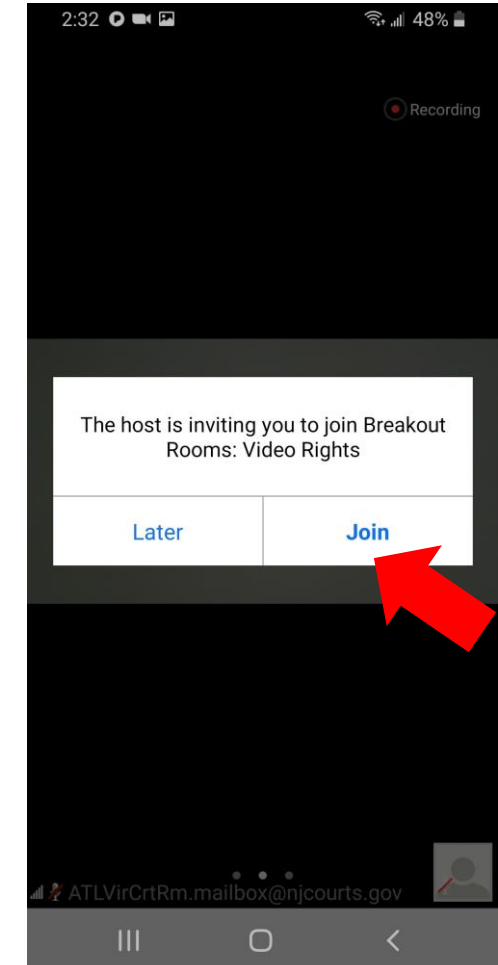 2:32 48%
Recording
The host is inviting you to join Breakout
Rooms: Video Rights
Later Join
ATLVirCrtRm.mailbox@njcourts.gov